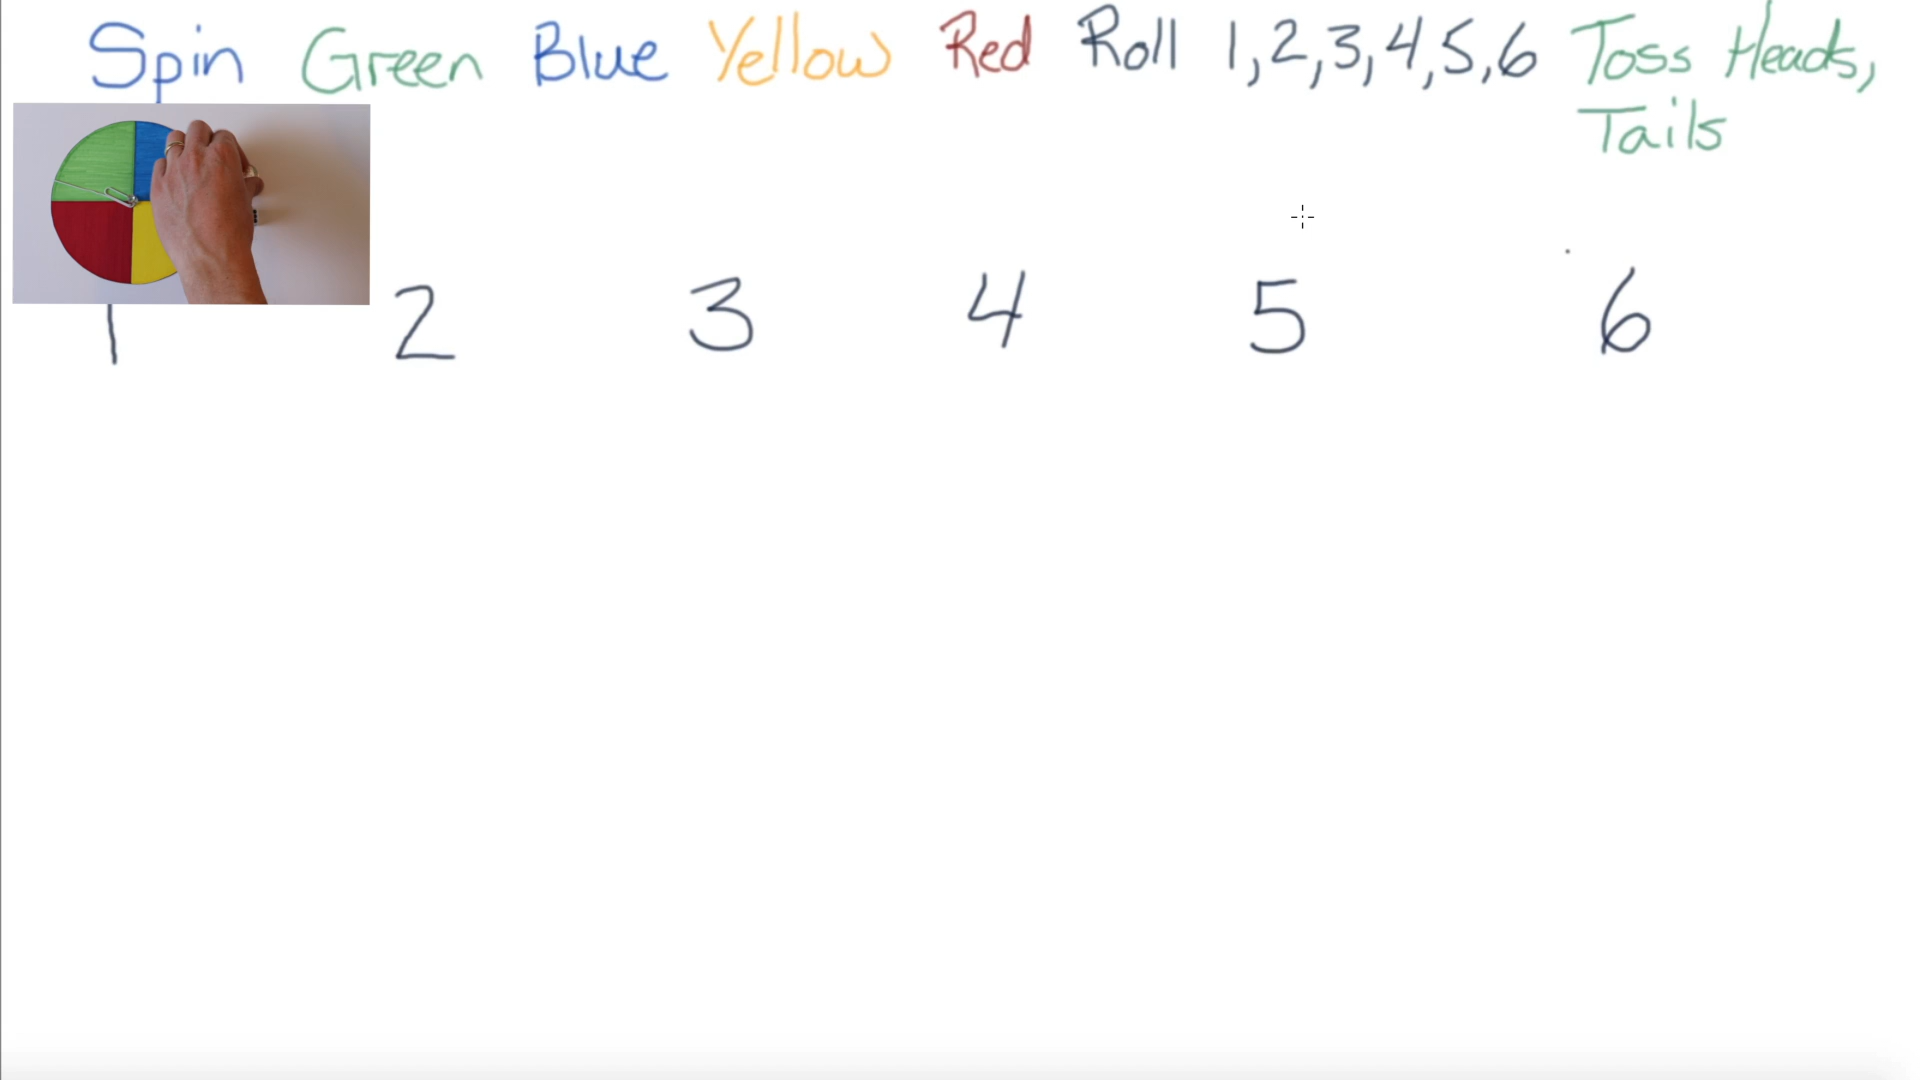 Spin Green Blue Yellow Red Roll 1,2,3,4,5,6 Toss Heads,
Tails
1 2 3 4 5 6